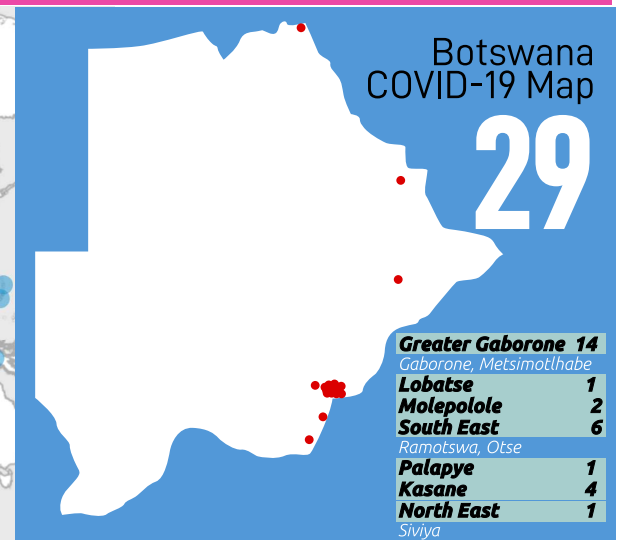 Botswana
COVID-19 Map
29
Greater Gaborone 14
Gaborone, Metsimotlhabe
Lobatse 1
Molepolole 2
South East 6
Ramotswa, Otse
Palapye 1
Kasane 4
North East 1
Siviya